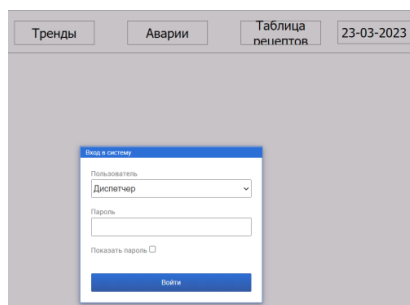 Тренды
Аварии
Таблица
рецептов
23-03-2023
Вход в систему
Пользователь
Диспетчер
Пароль
Показать пароль
Войти